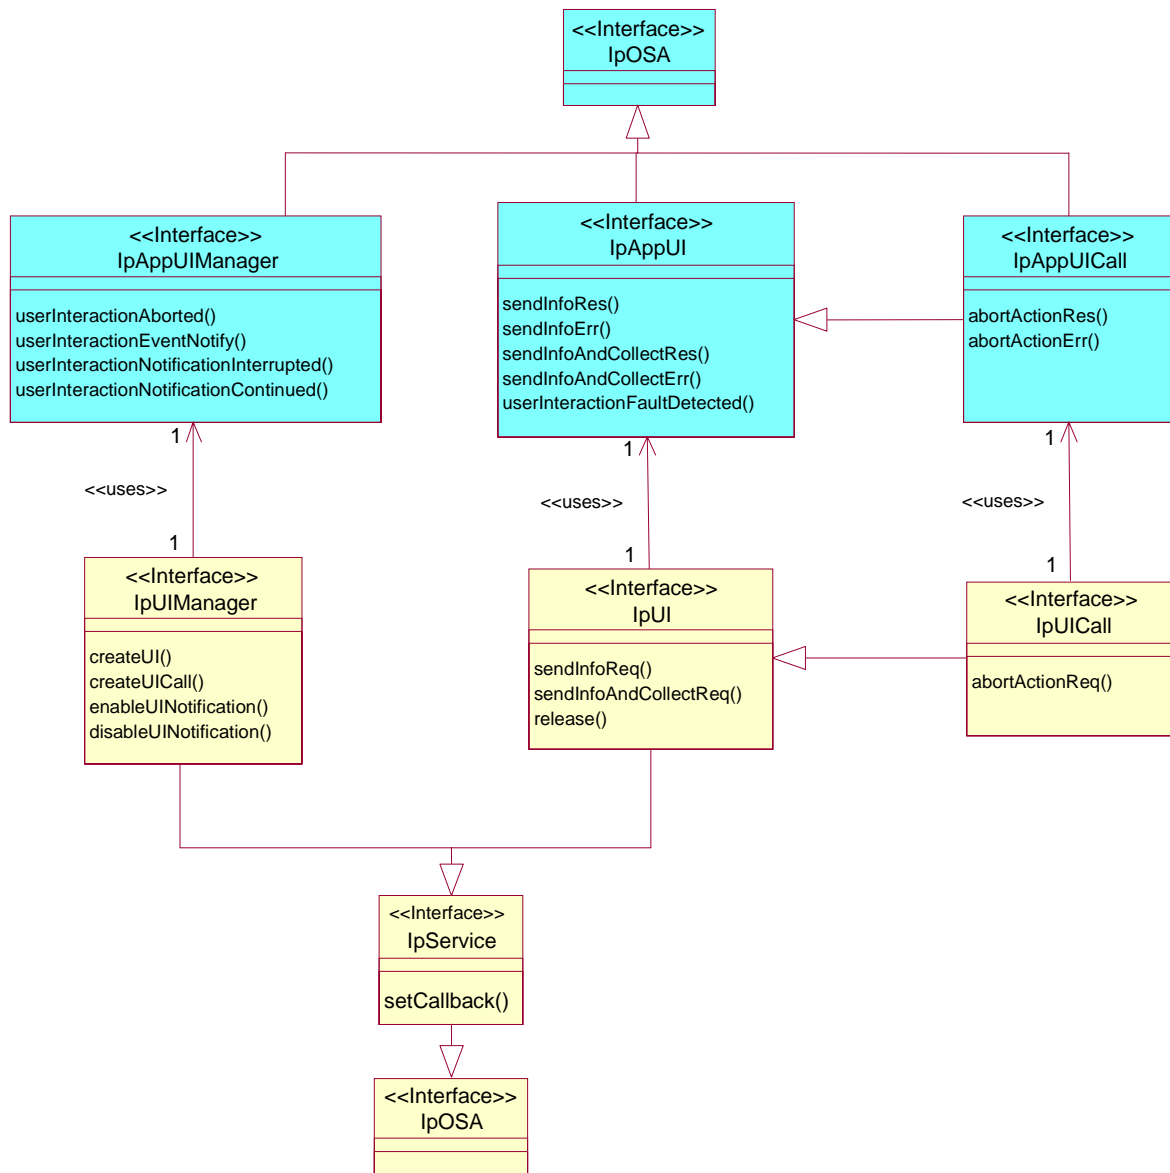 <<Interface>>
IpOSA
<<Interface>>
IpAppUIManager
userInteractionAborted()
userInteractionEventNotify()
userInteractionNotificationInterrupted()
userInteractionNotificationContinued()
<<Interface>>
IpAppUI
sendInfoRes()
sendInfoErr()
sendInfoAndCollectRes()
sendInfoAndCollectErr()
userInteractionFaultDetected()
<<Interface>>
IpAppUICall
abortActionRes()
abortActionErr()
1
<<uses>>
1
1
<<uses>>
1
1
<<uses>>
1
<<Interface>>
IpUIManager
createUI()
createUICall()
enableUINotification()
disableUINotification()
<<Interface>>
IpUI
sendInfoReq()
sendInfoAndCollectReq()
release()
<<Interface>>
IpUICall
abortActionReq()
<<Interface>>
IpService
setCallback()
<<Interface>>
IpOSA